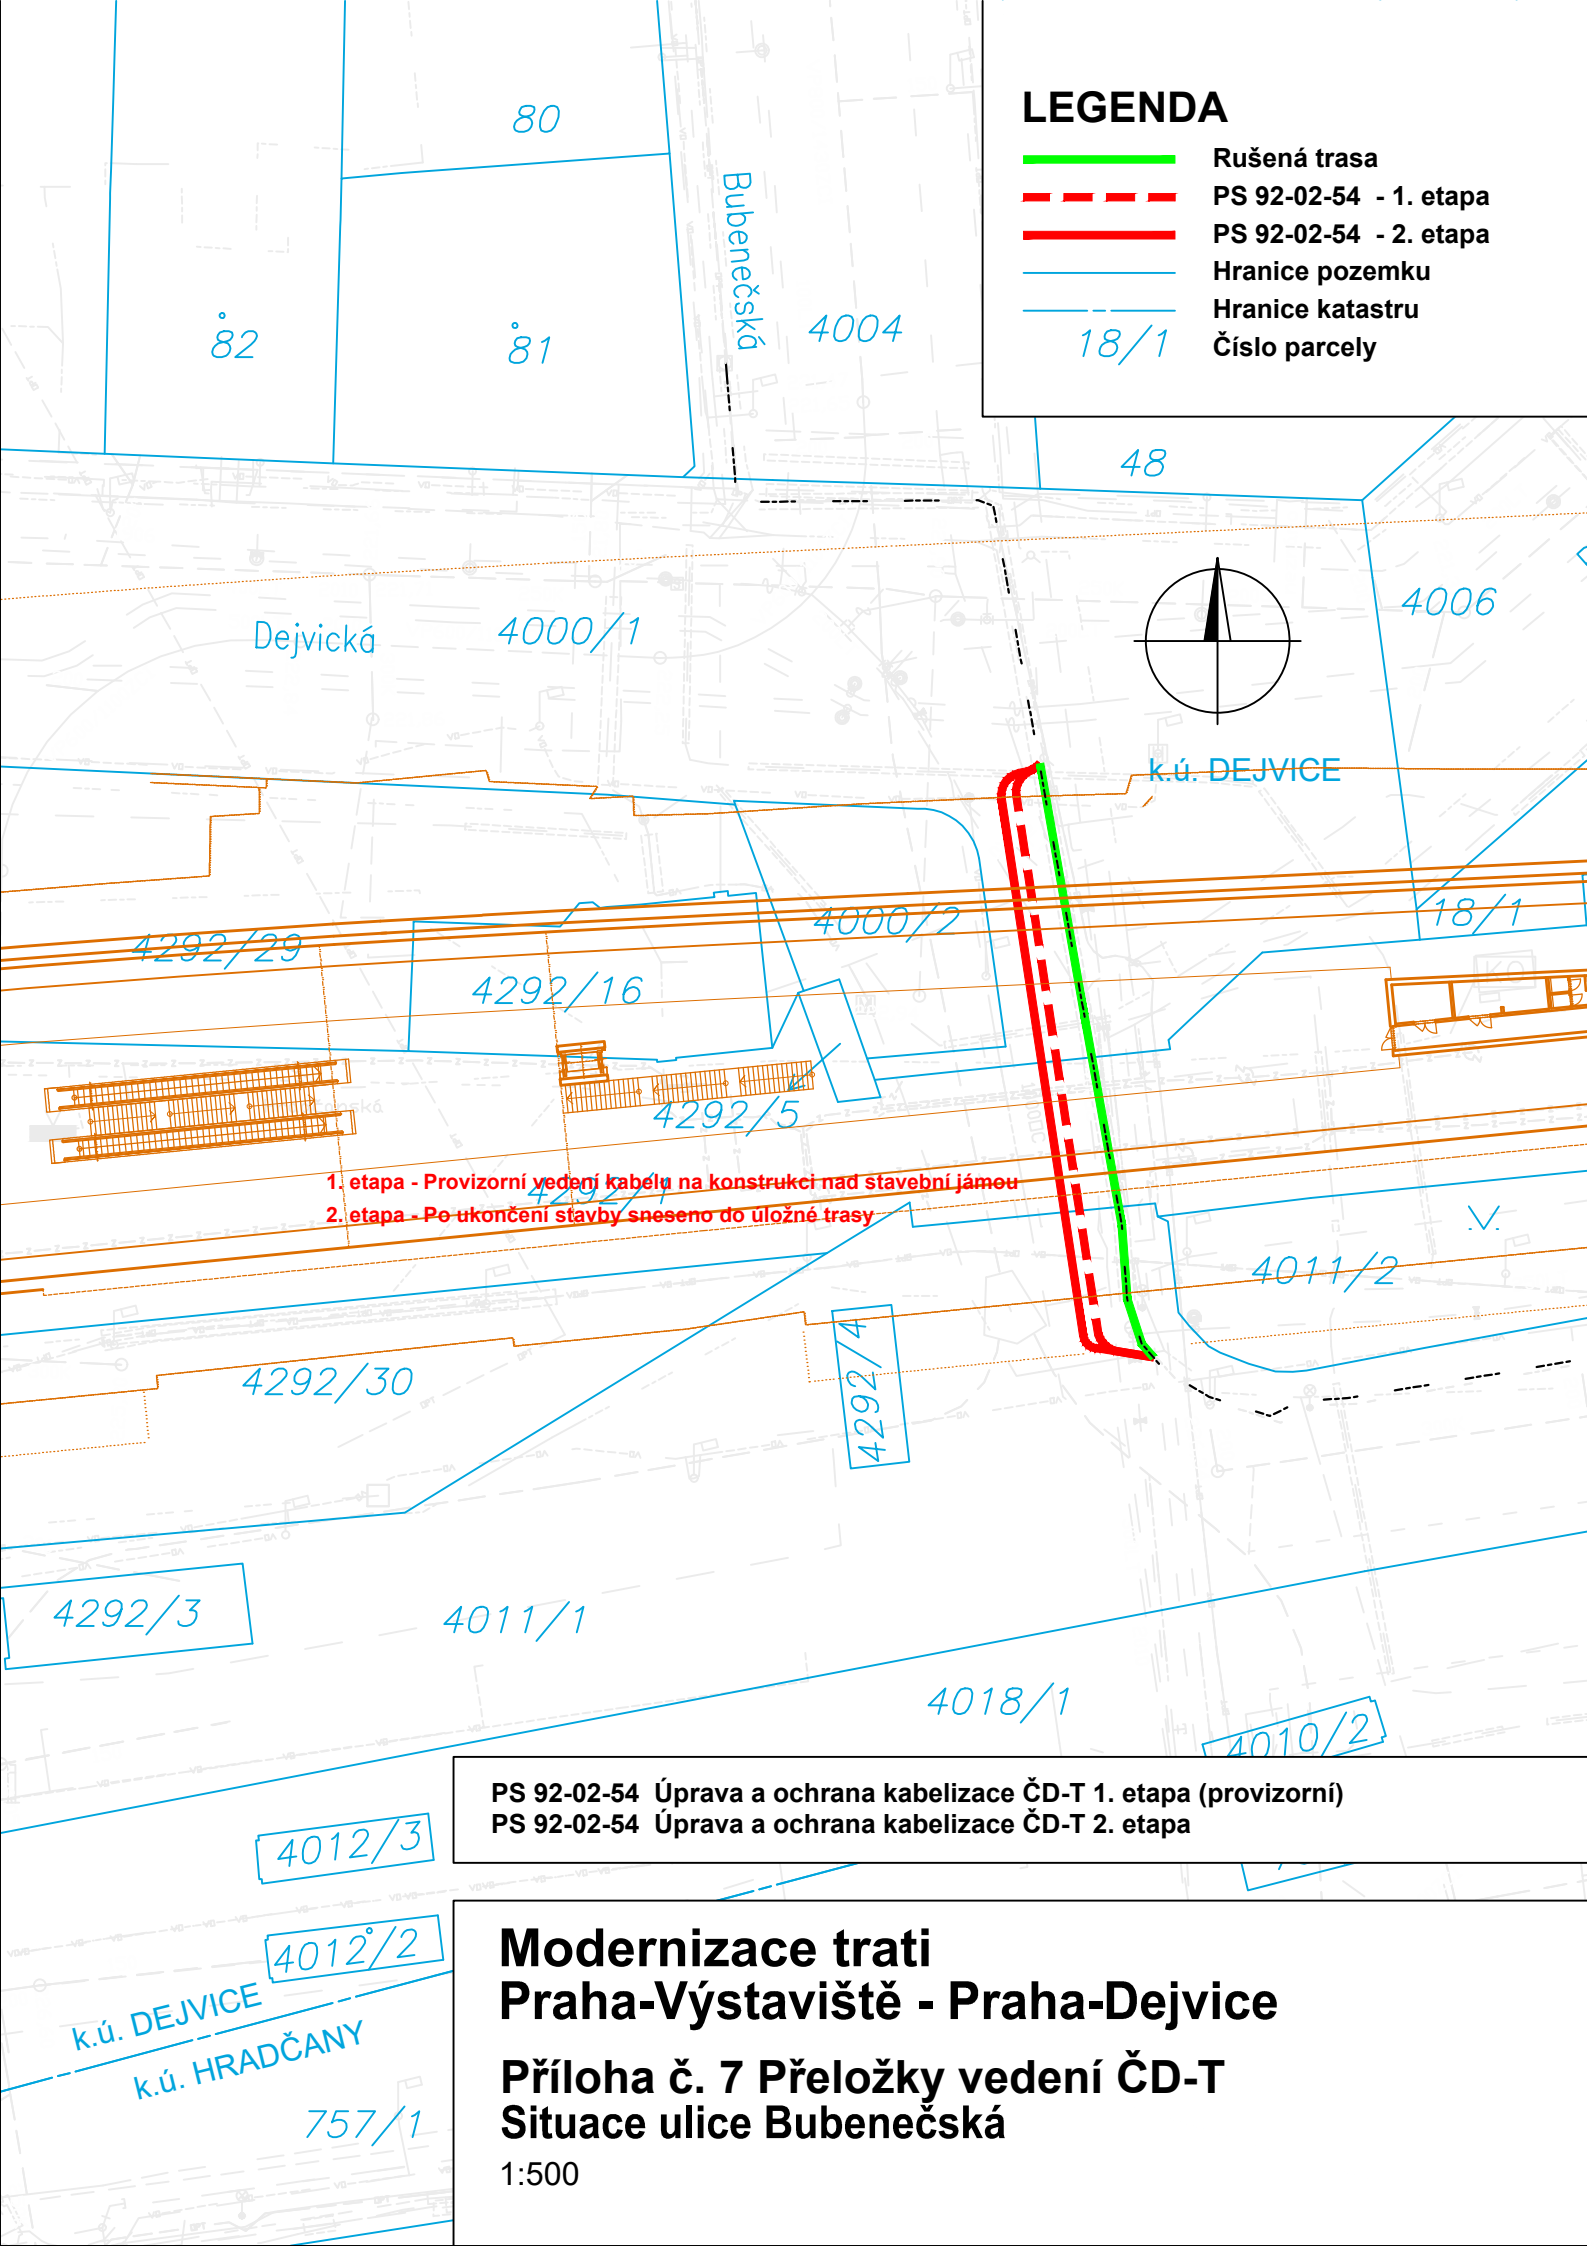 LEGENDA
Rušená trasa
PS 92-02-54 - 1. etapa
PS 92-02-54 - 2. etapa
Hranice pozemku
Hranice katastru
18/1 Číslo parcely
80
Bubenečská
82
81
4004
48
4006
Dejvická
4000/1
k.ú. DEJVICE
4292/29
4000/2
18/1
4292/16
4292/5
4292/1
1. etapa - Provizorní vedení kabelu na konstrukci nad stavební jámou
2. etapa - Po ukončení stavby sneseno do úložné trasy
4011/2
4292/4
4292/30
4292/3
4011/1
4018/1
4010/2
PS 92-02-54 Úprava a ochrana kabelizace ČD-T 1. etapa (provizorní)
PS 92-02-54 Úprava a ochrana kabelizace ČD-T 2. etapa
4012/3
4012/2
k.ú. DEJVICE
k.ú. HRADČANY
757/1
Modernizace trati
Praha-Výstaviště - Praha-Dejvice
Příloha č. 7 Přeložky vedení ČD-T
Situace ulice Bubenečská
1:500